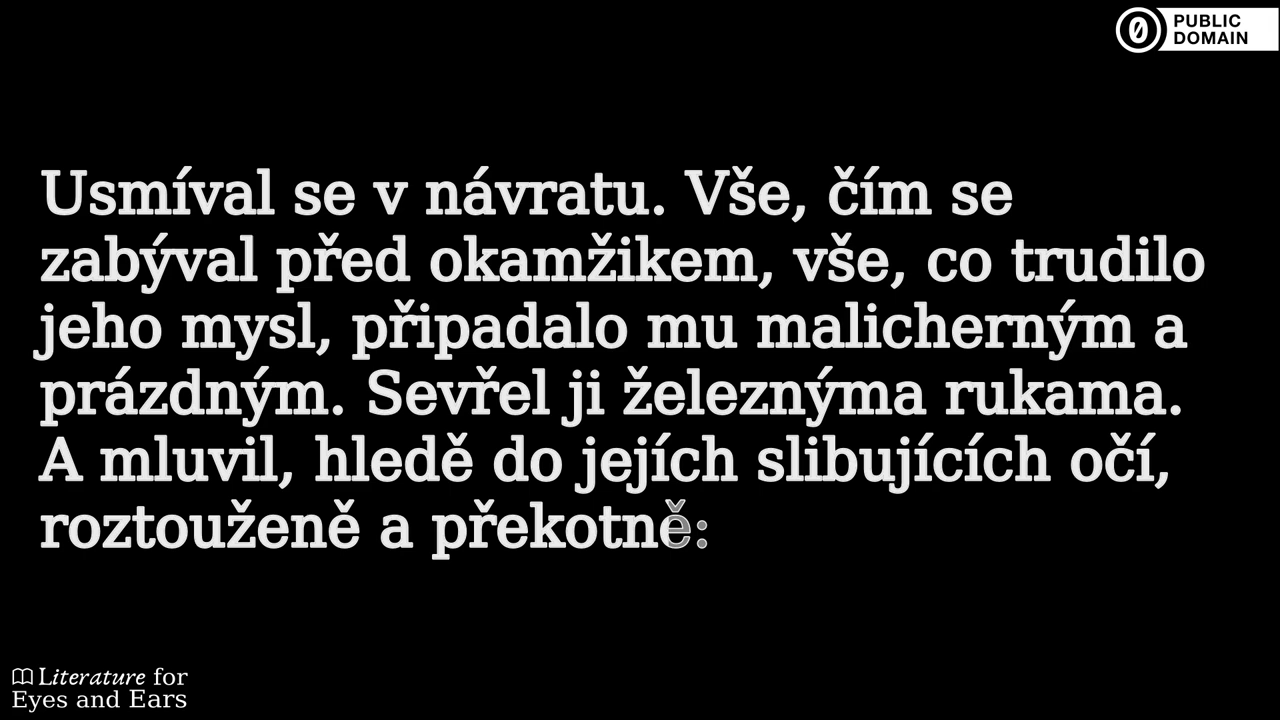 PUBLIC
DOMAIN
Usmíval se v návratu. Vše, čím se
zabýval před okamžikem, vše, co trudilo
jeho mysl, připadalo mu malicherným a
prázdným. Sevřel ji železnýma rukama.
A mluvil, hledě do jejích slibujících očí,
roztouženě a překotně:
Literature for
Eyes and Ears